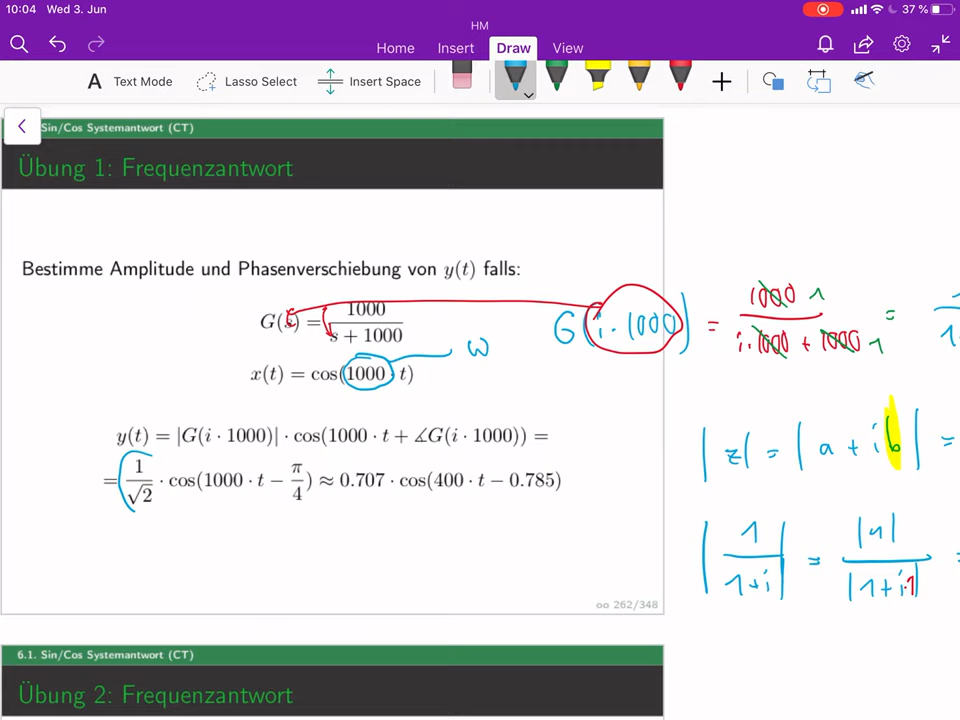 10:04 Wed 3. Jun
37 %
HM
Home Insert Draw View
A Text Mode Lasso Select Insert Space
Sin/Cos Systemantwort (CT)
Übung 1: Frequenzantwort
Bestimme Amplitude und Phasenverschiebung von y(t) falls:
G(s) = 1000 / (s + 1000)
G(i · 1000) = 1000 1 / (i·1000 + 1000 1) =
ω
x(t) = cos(1000 · t)
y(t) = |G(i · 1000)| · cos(1000 · t + ∡G(i · 1000)) =
|z| = |a + ib| =
= 1/√2 · cos(1000 · t − π/4) ≈ 0.707 · cos(400 · t − 0.785)
|1 / (1+i)| = |1| / |1+i·1| =
oo 262/348
6.1. Sin/Cos Systemantwort (CT)
Übung 2: Frequenzantwort